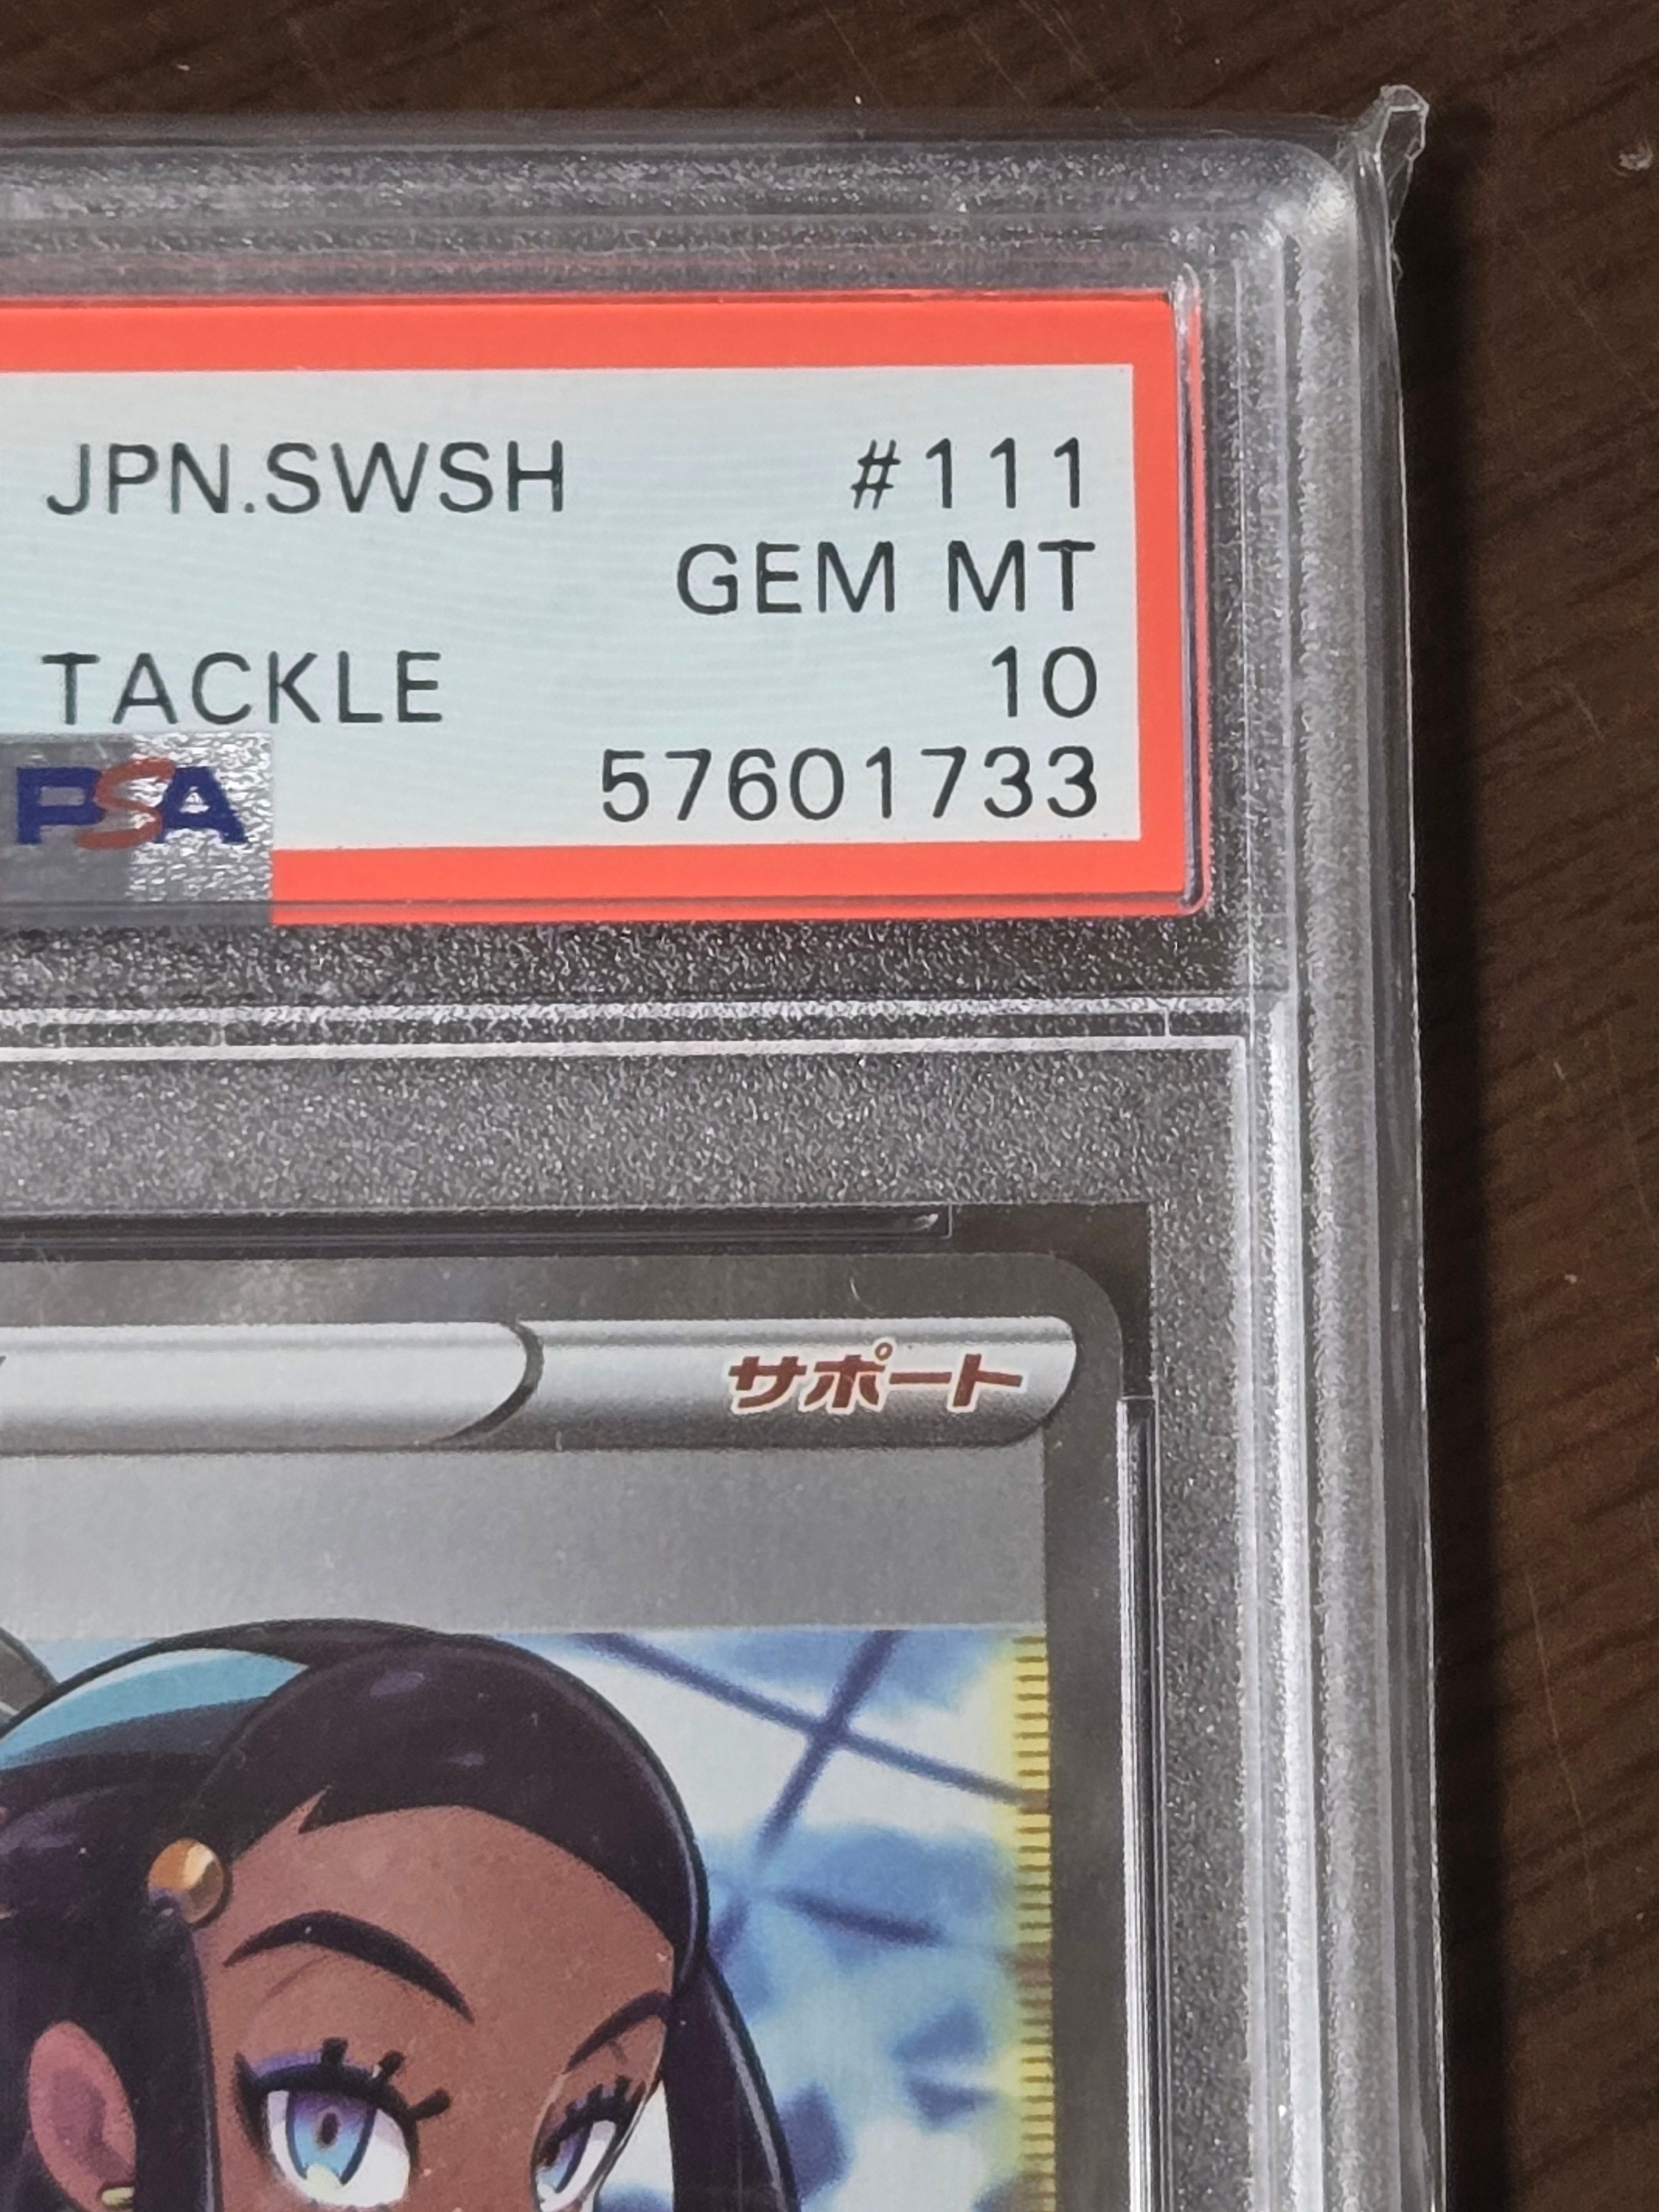 JPN.SWSH #111
GEM MT
TACKLE 10
PSA 57601733
サポート